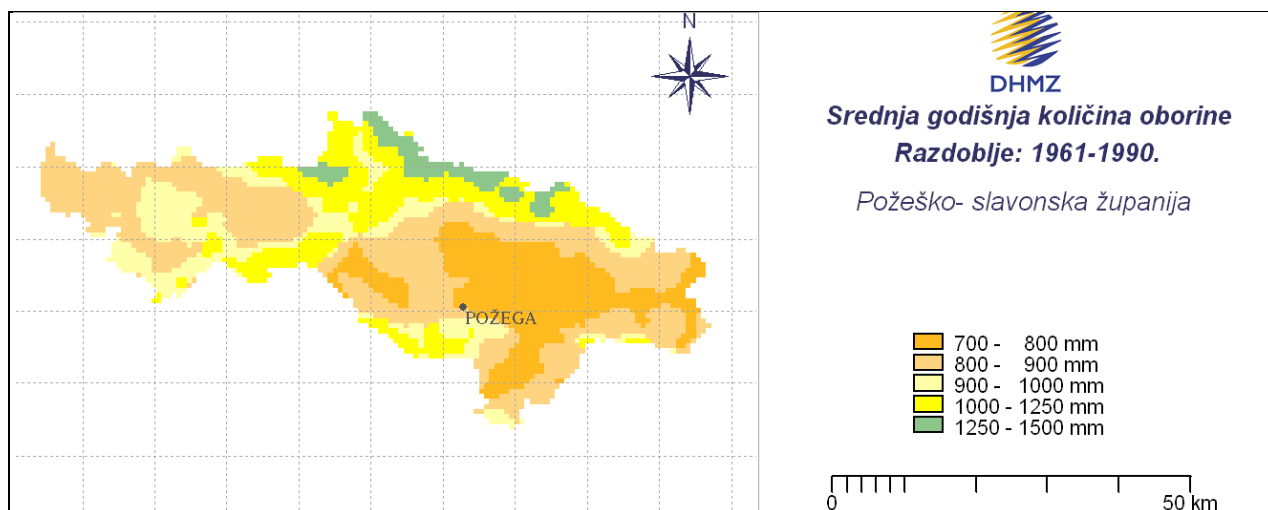 N
DHMZ
Srednja godišnja količina oborine
Razdoblje: 1961-1990.
Požeško- slavonska županija
POŽEGA
700 - 800 mm
800 - 900 mm
900 - 1000 mm
1000 - 1250 mm
1250 - 1500 mm
0 50 km